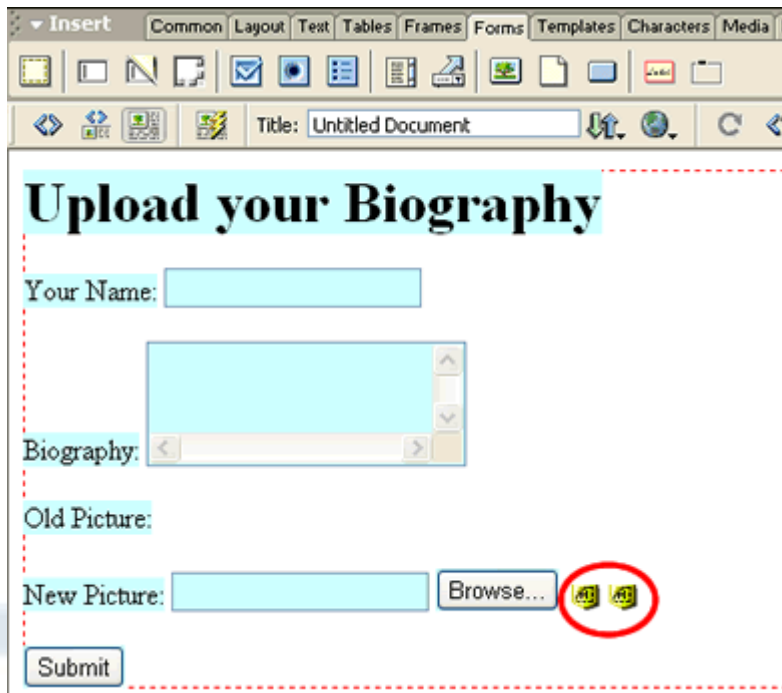 Insert Common Layout Text Tables Frames Forms Templates Characters Media
Title: Untitled Document
Upload your Biography
Your Name:
Biography:
Old Picture:
New Picture: Browse...
Submit